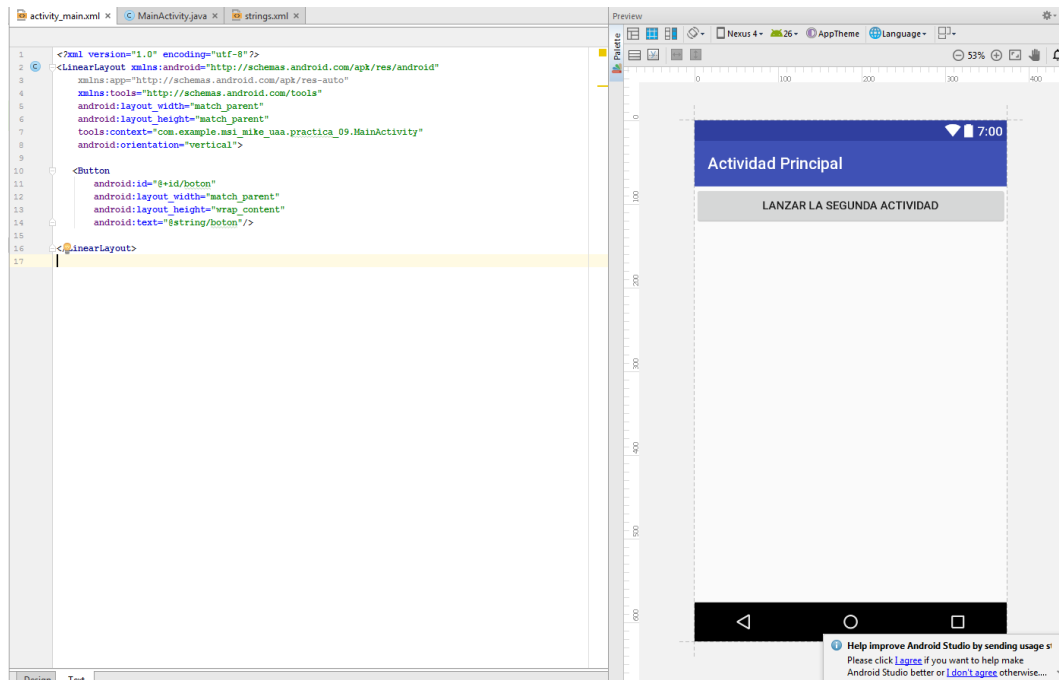 activity_main.xml × MainActivity.java × strings.xml ×
1 <?xml version="1.0" encoding="utf-8"?>
2 <LinearLayout xmlns:android="http://schemas.android.com/apk/res/android"
3 xmlns:app="http://schemas.android.com/apk/res-auto"
4 xmlns:tools="http://schemas.android.com/tools"
5 android:layout_width="match_parent"
6 android:layout_height="match_parent"
7 tools:context="com.example.msi_mike_uaa.practica_09.MainActivity"
8 android:orientation="vertical">
9
10 <Button
11 android:id="@+id/boton"
12 android:layout_width="match_parent"
13 android:layout_height="wrap_content"
14 android:text="@string/boton"/>
15
16 </LinearLayout>
17
Design Text
Preview
Palette
Nexus 4 26 AppTheme Language
53%
0 100 200 300 400
0
100
200
300
400
500
600
7:00
Actividad Principal
LANZAR LA SEGUNDA ACTIVIDAD
Help improve Android Studio by sending usage s
Please click I agree if you want to help make
Android Studio better or I don't agree otherwise....